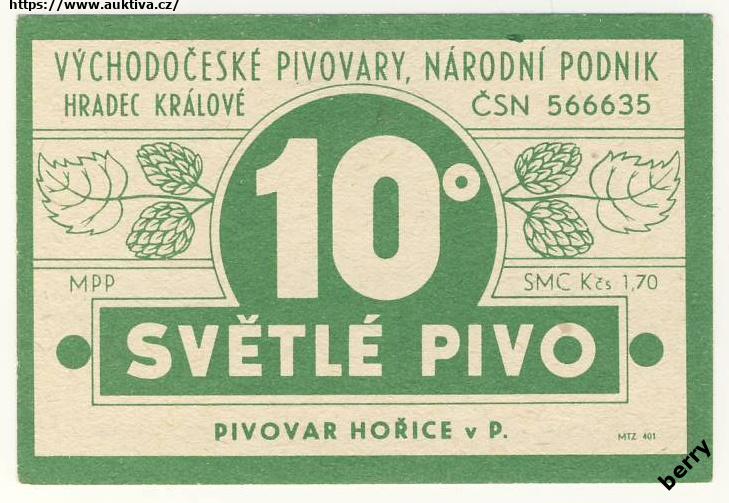 https://www.auktiva.cz/
VÝCHODOČESKÉ PIVOVARY, NÁRODNÍ PODNIK
HRADEC KRÁLOVÉ ČSN 566635
10°
MPP SMC Kčs 1,70
SVĚTLÉ PIVO
PIVOVAR HOŘICE v P.
MTZ 401
berry